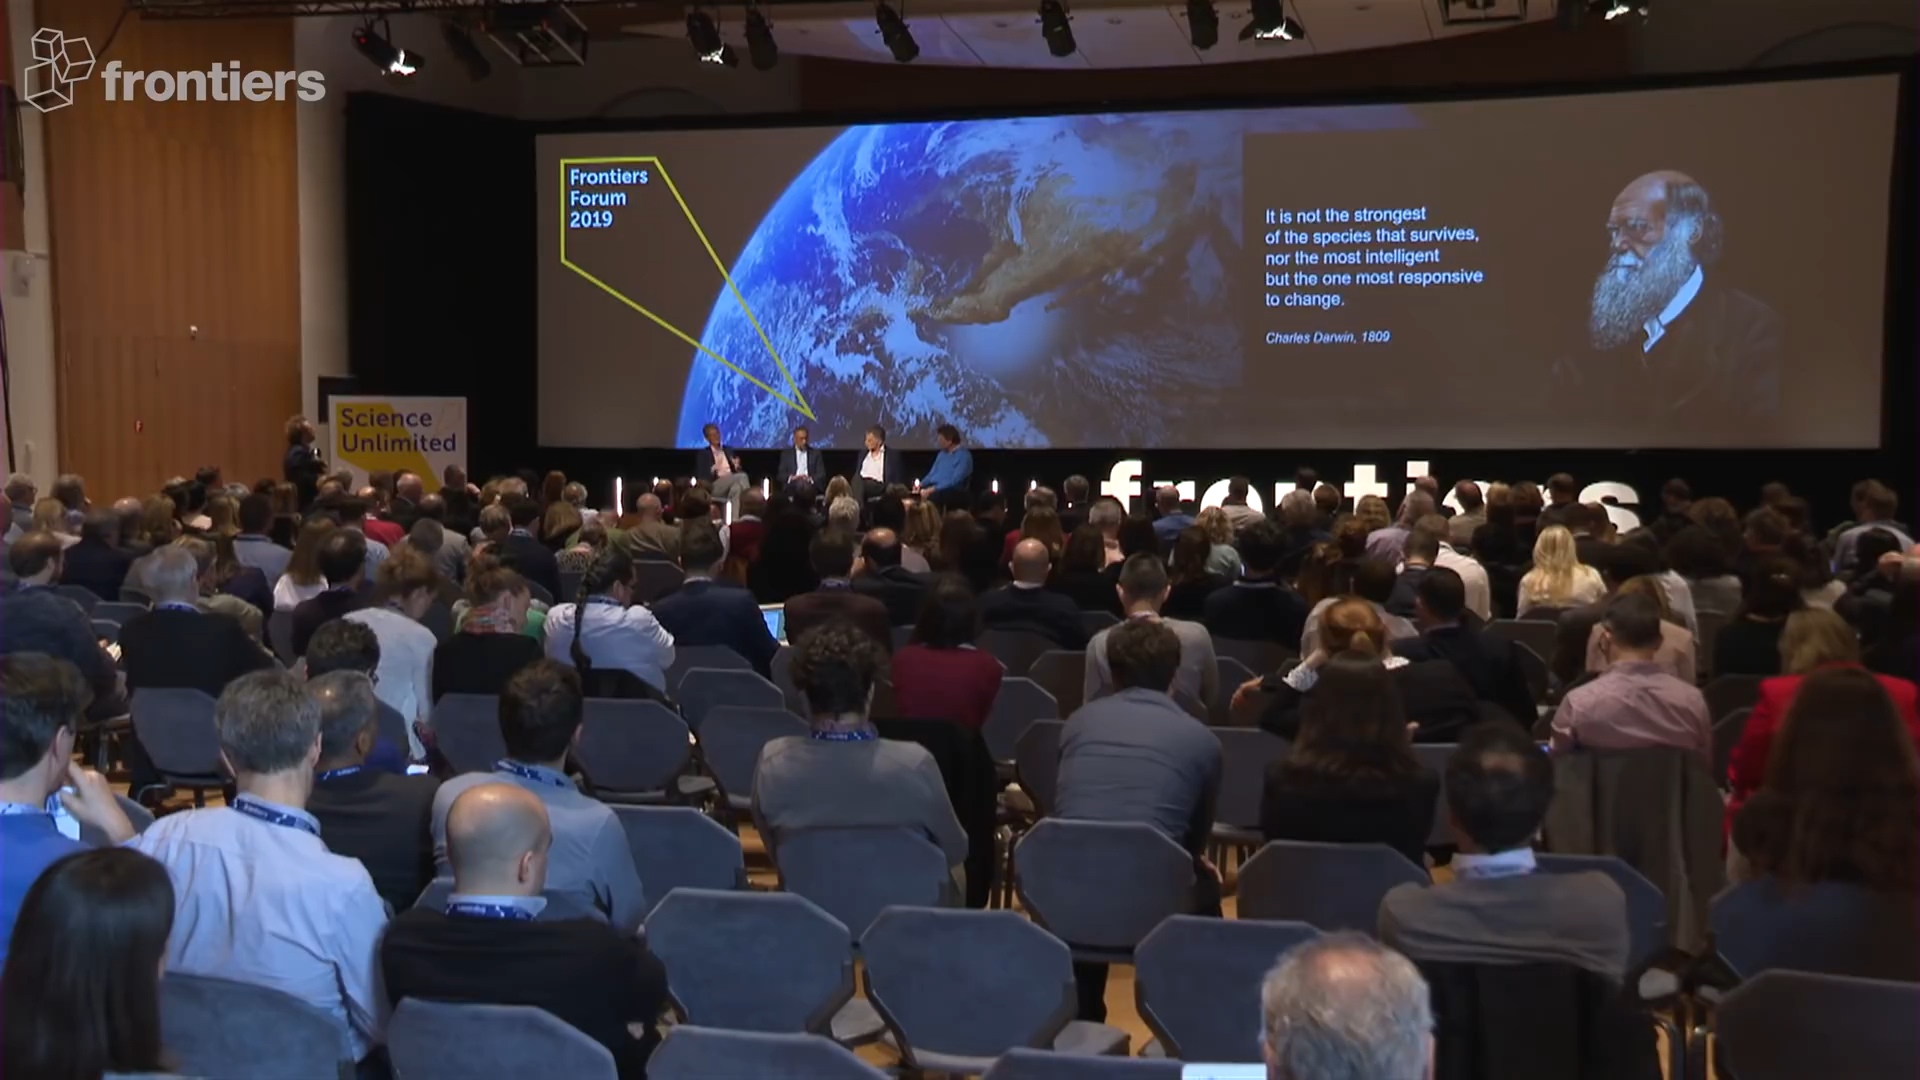 frontiers
Frontiers
Forum
2019
It is not the strongest
of the species that survives,
nor the most intelligent
but the one most responsive
to change.
Charles Darwin, 1809
Science
Unlimited
frontiers